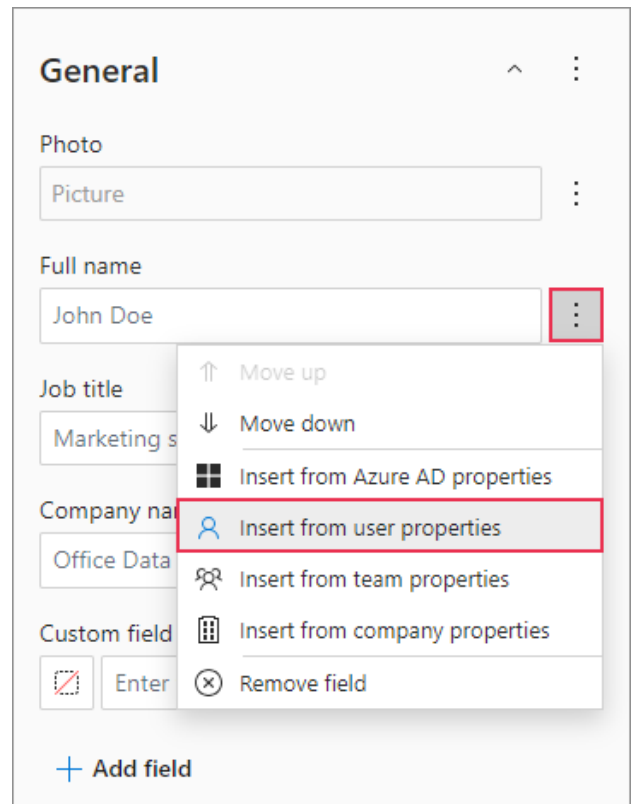 General
Photo
Picture
Full name
John Doe
Move up
Job title
Move down
Marketing s
Insert from Azure AD properties
Company na
Insert from user properties
Office Data
Insert from team properties
Custom field
Insert from company properties
Enter
Remove field
Add field